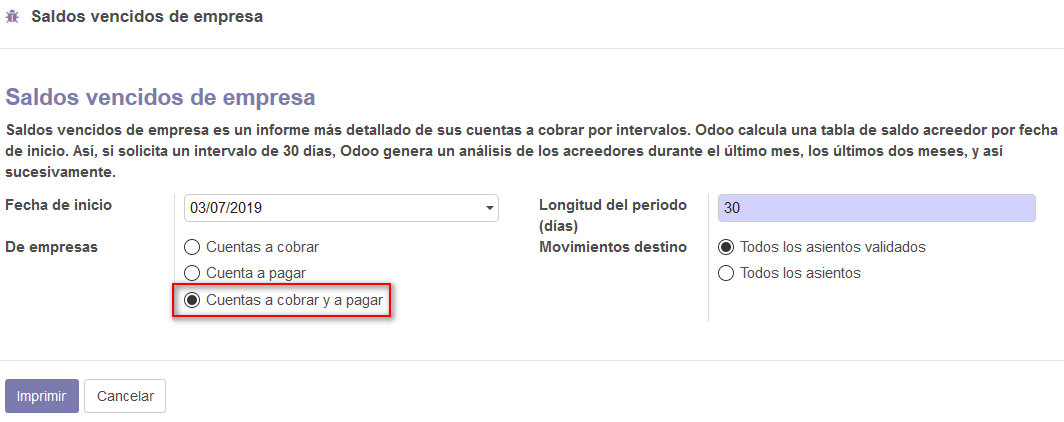 Saldos vencidos de empresa
Saldos vencidos de empresa
Saldos vencidos de empresa es un informe más detallado de sus cuentas a cobrar por intervalos. Odoo calcula una tabla de saldo acreedor por fecha
de inicio. Así, si solicita un intervalo de 30 días, Odoo genera un análisis de los acreedores durante el último mes, los últimos dos meses, y así
sucesivamente.
Fecha de inicio
03/07/2019
Longitud del periodo
(días)
30
De empresas
Cuentas a cobrar
Cuenta a pagar
Cuentas a cobrar y a pagar
Movimientos destino
Todos los asientos validados
Todos los asientos
Imprimir
Cancelar